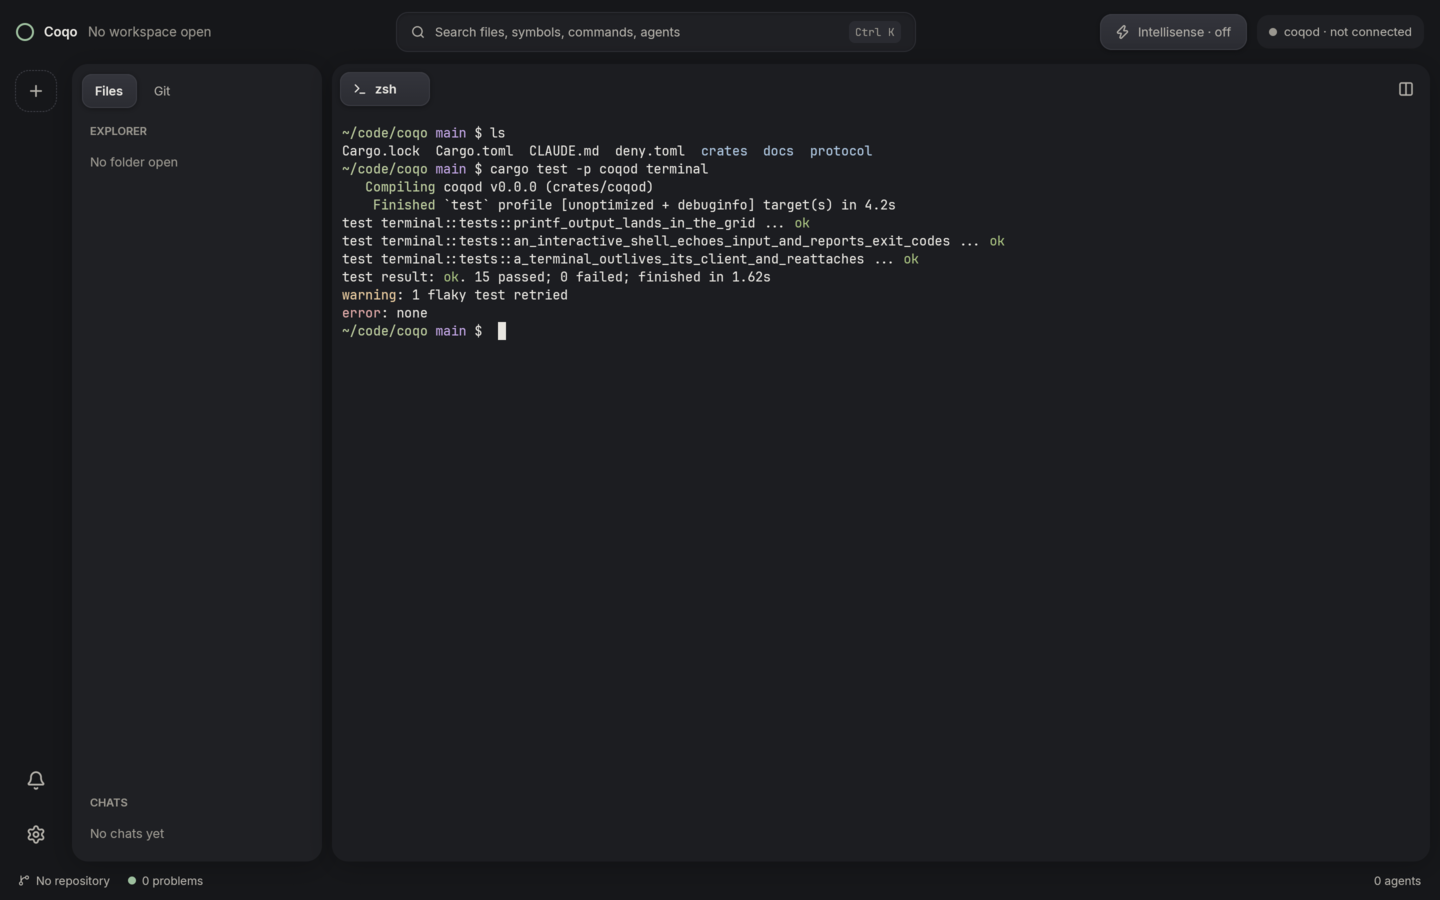 Coqo No workspace open
Search files, symbols, commands, agents
Ctrl K
Intellisense · off
coqod · not connected
Files Git
EXPLORER
No folder open
CHATS
No chats yet
zsh
~/code/coqo main $ ls
Cargo.lock  Cargo.toml  CLAUDE.md  deny.toml  crates  docs  protocol
~/code/coqo main $ cargo test -p coqod terminal
   Compiling coqod v0.0.0 (crates/coqod)
    Finished `test` profile [unoptimized + debuginfo] target(s) in 4.2s
test terminal::tests::printf_output_lands_in_the_grid ... ok
test terminal::tests::an_interactive_shell_echoes_input_and_reports_exit_codes ... ok
test terminal::tests::a_terminal_outlives_its_client_and_reattaches ... ok
test result: ok. 15 passed; 0 failed; finished in 1.62s
warning: 1 flaky test retried
error: none
~/code/coqo main $
No repository
0 problems
0 agents